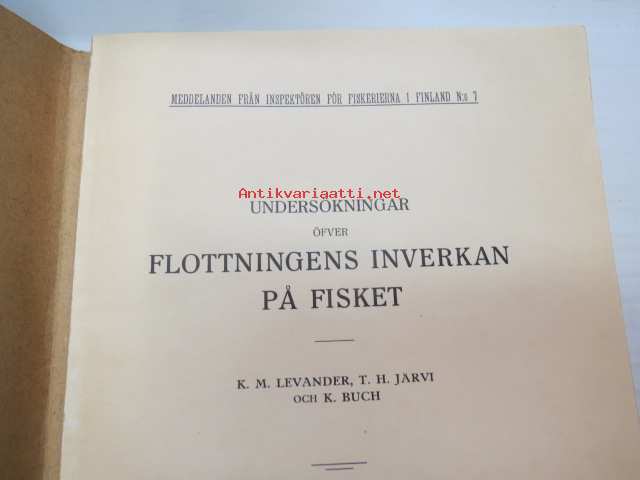 MEDDELANDEN FRÅN INSPEKTÖREN FÖR FISKERIERNA I FINLAND N:o 7
Antikvariaatti.net
UNDERSÖKNINGAR
ÖFVER
FLOTTNINGENS INVERKAN
PÅ FISKET
K. M. LEVANDER, T. H. JÄRVI
OCH K. BUCH